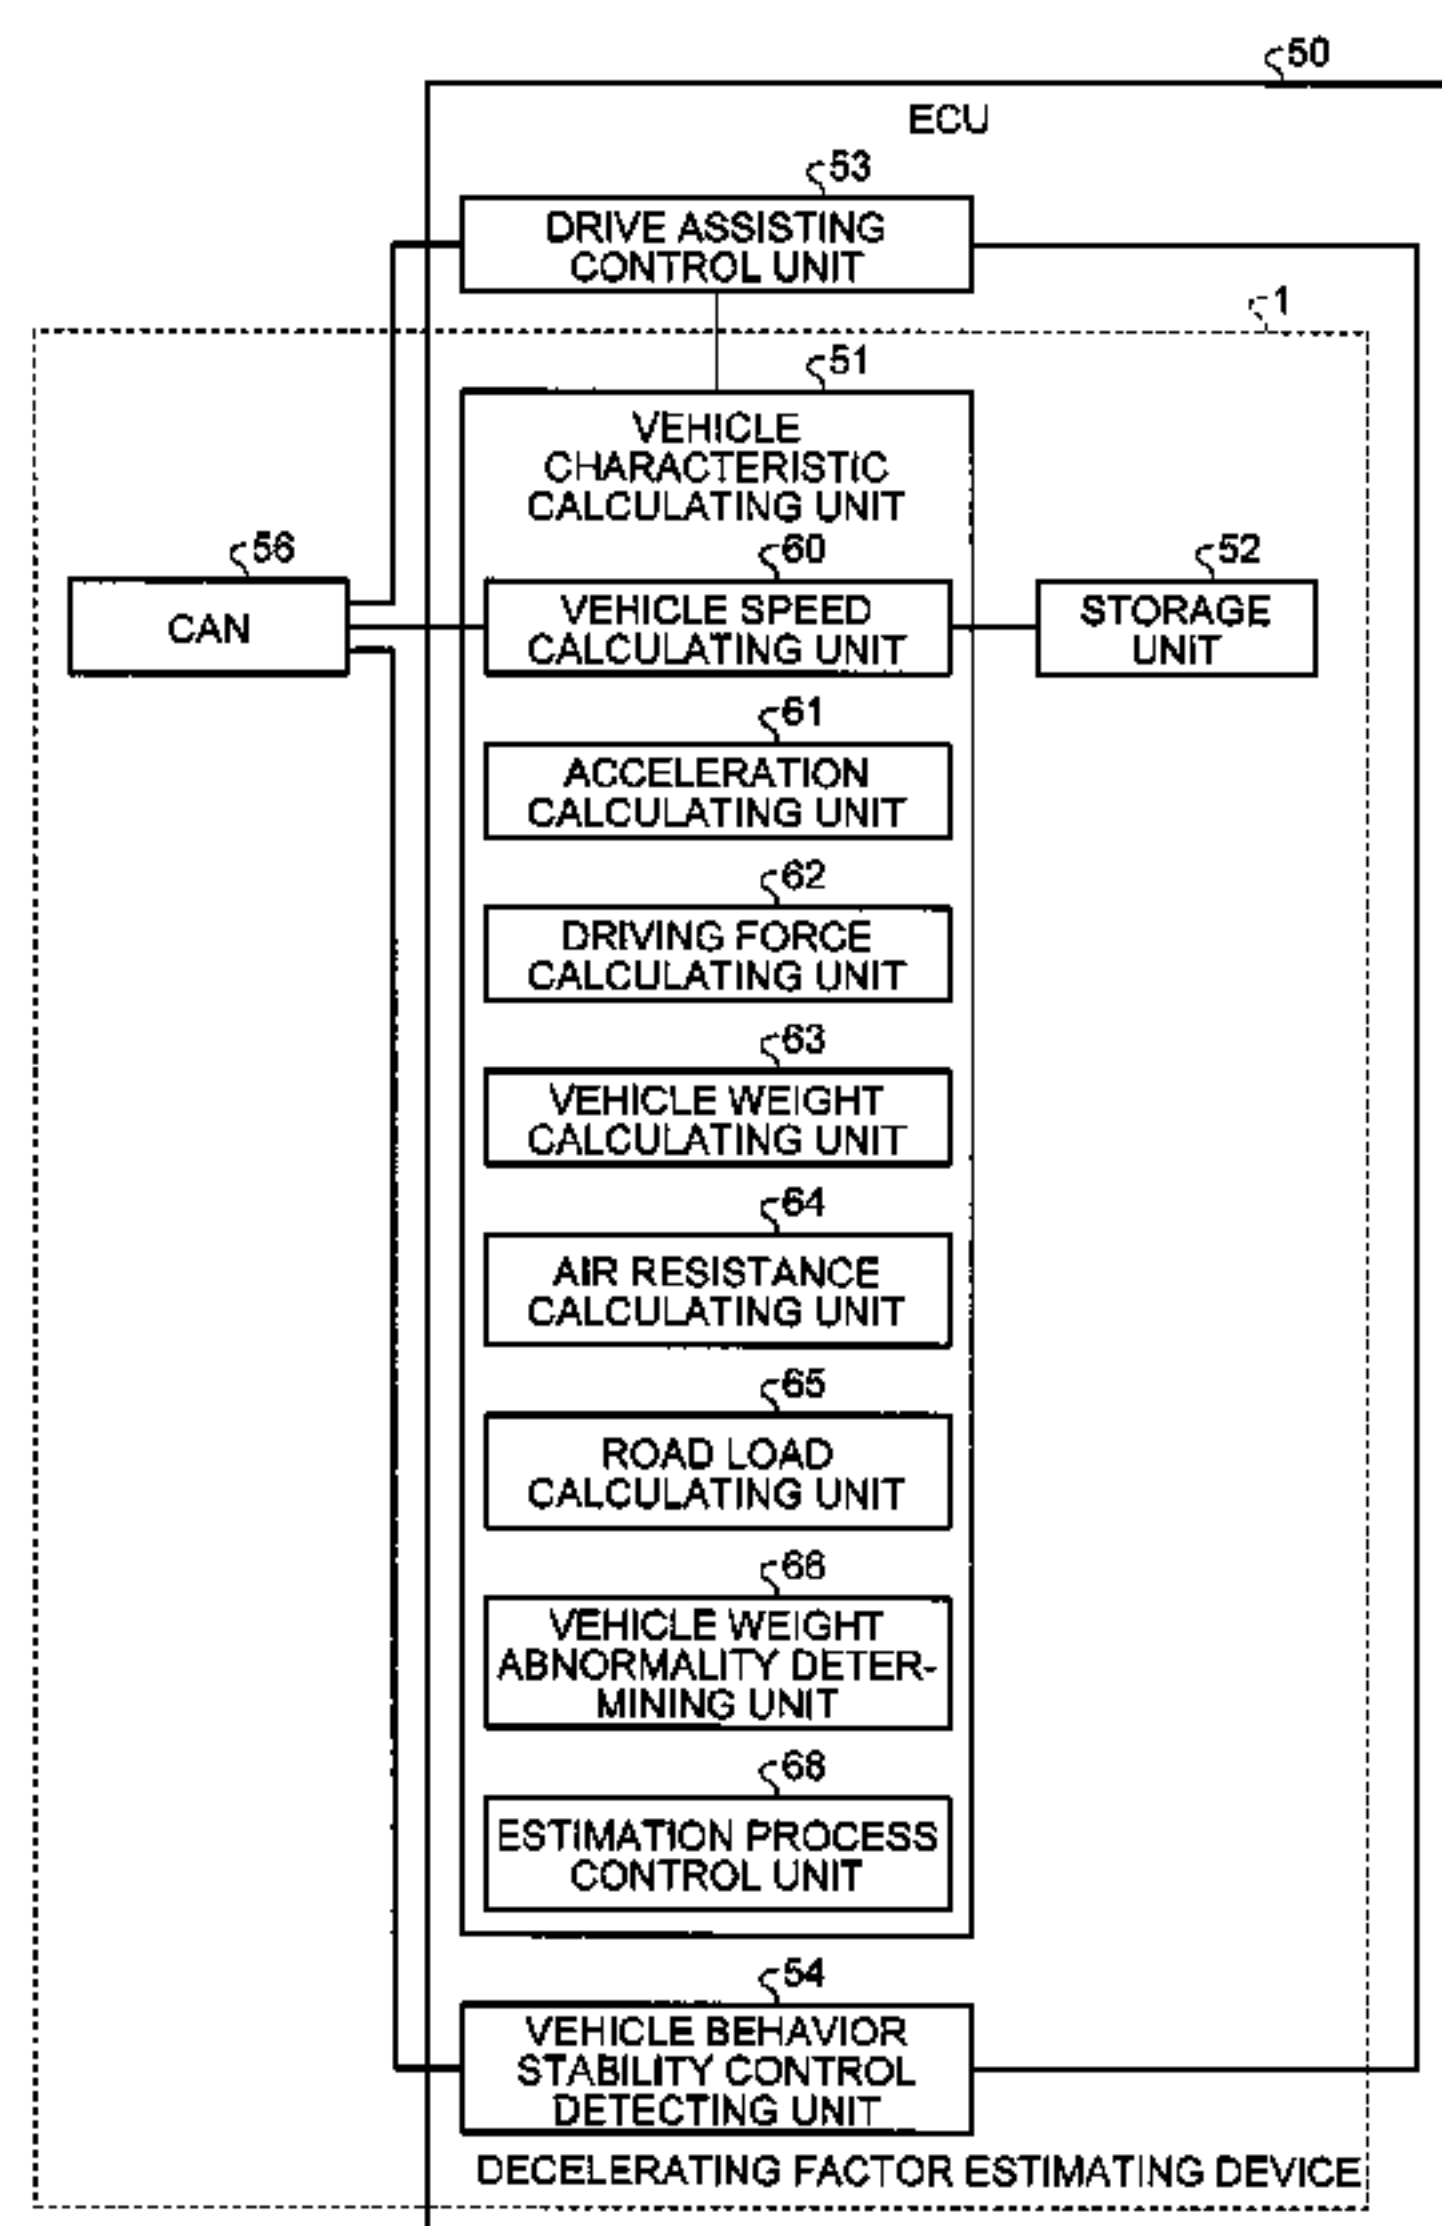 50
ECU
53
DRIVE ASSISTING
CONTROL UNIT
1
51
VEHICLE
CHARACTERISTIC
CALCULATING UNIT
56
CAN
60
VEHICLE SPEED
CALCULATING UNIT
52
STORAGE
UNIT
61
ACCELERATION
CALCULATING UNIT
62
DRIVING FORCE
CALCULATING UNIT
63
VEHICLE WEIGHT
CALCULATING UNIT
64
AIR RESISTANCE
CALCULATING UNIT
65
ROAD LOAD
CALCULATING UNIT
66
VEHICLE WEIGHT
ABNORMALITY DETER-
MINING UNIT
68
ESTIMATION PROCESS
CONTROL UNIT
54
VEHICLE BEHAVIOR
STABILITY CONTROL
DETECTING UNIT
DECELERATING FACTOR ESTIMATING DEVICE